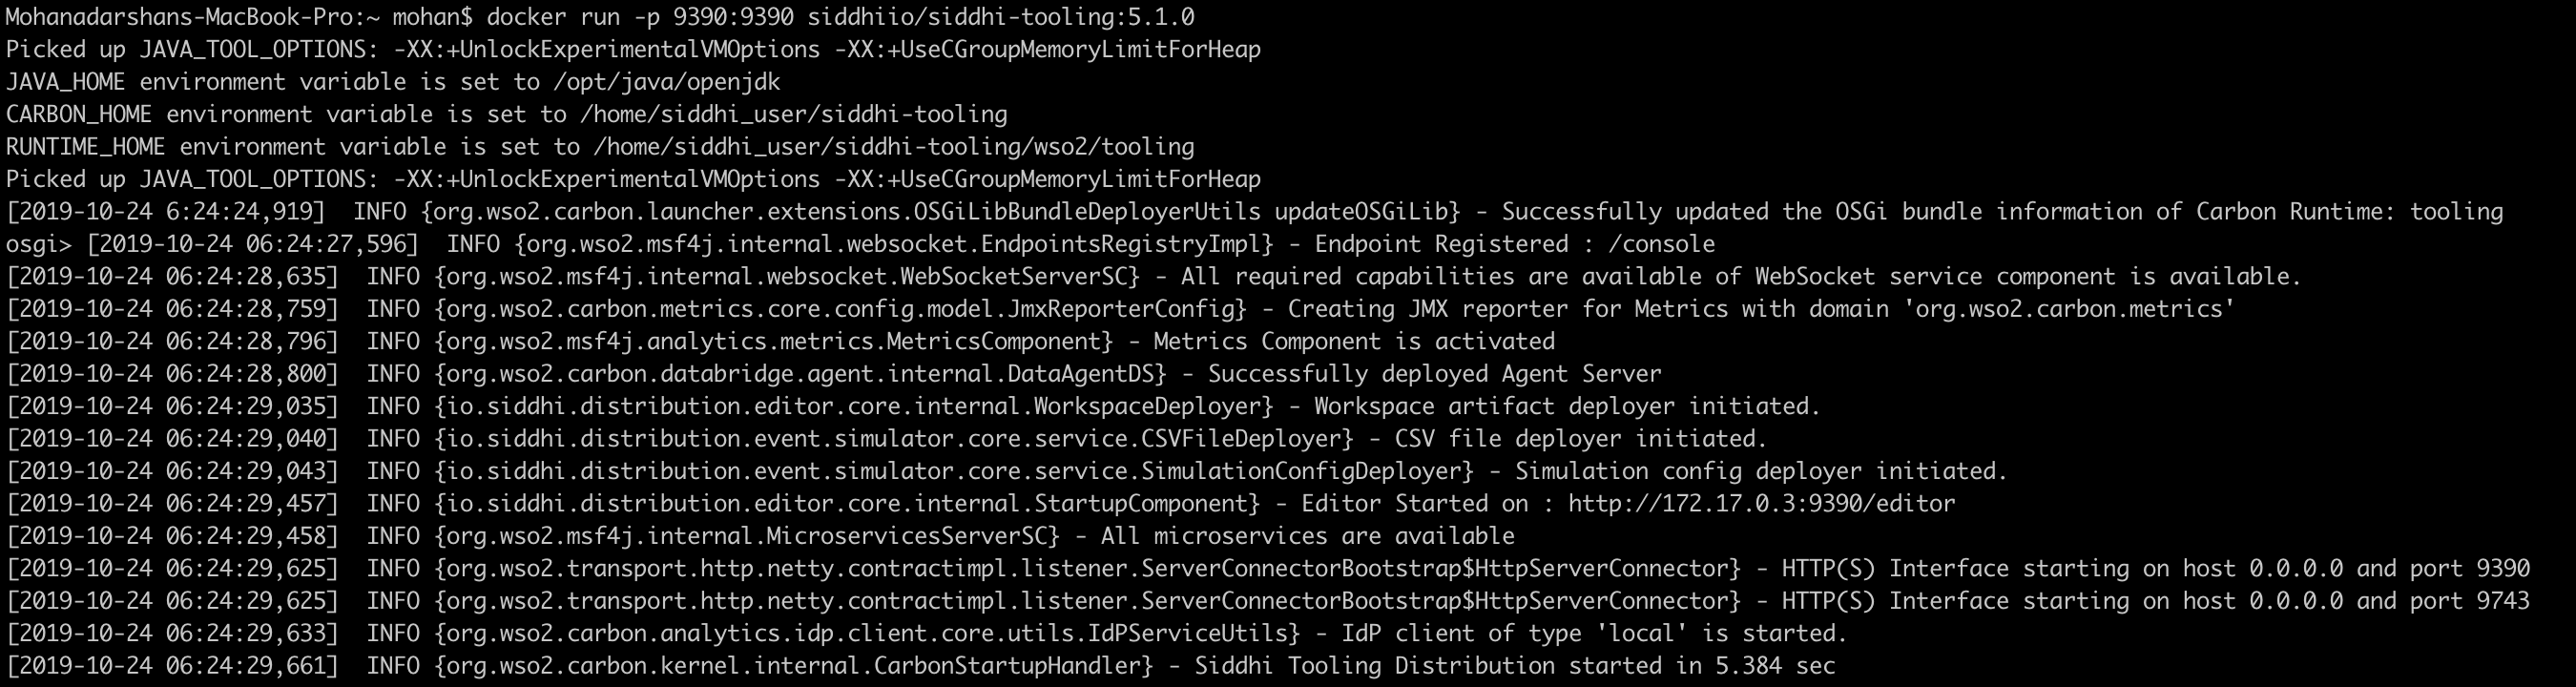 Mohanadarshans-MacBook-Pro:~ mohan$ docker run -p 9390:9390 siddhiio/siddhi-tooling:5.1.0
Picked up JAVA_TOOL_OPTIONS: -XX:+UnlockExperimentalVMOptions -XX:+UseCGroupMemoryLimitForHeap
JAVA_HOME environment variable is set to /opt/java/openjdk
CARBON_HOME environment variable is set to /home/siddhi_user/siddhi-tooling
RUNTIME_HOME environment variable is set to /home/siddhi_user/siddhi-tooling/wso2/tooling
Picked up JAVA_TOOL_OPTIONS: -XX:+UnlockExperimentalVMOptions -XX:+UseCGroupMemoryLimitForHeap
[2019-10-24 6:24:24,919]  INFO {org.wso2.carbon.launcher.extensions.OSGiLibBundleDeployerUtils updateOSGiLib} - Successfully updated the OSGi bundle information of Carbon Runtime: tooling
osgi> [2019-10-24 06:24:27,596]  INFO {org.wso2.msf4j.internal.websocket.EndpointsRegistryImpl} - Endpoint Registered : /console
[2019-10-24 06:24:28,635]  INFO {org.wso2.msf4j.internal.websocket.WebSocketServerSC} - All required capabilities are available of WebSocket service component is available.
[2019-10-24 06:24:28,759]  INFO {org.wso2.carbon.metrics.core.config.model.JmxReporterConfig} - Creating JMX reporter for Metrics with domain 'org.wso2.carbon.metrics'
[2019-10-24 06:24:28,796]  INFO {org.wso2.msf4j.analytics.metrics.MetricsComponent} - Metrics Component is activated
[2019-10-24 06:24:28,800]  INFO {org.wso2.carbon.databridge.agent.internal.DataAgentDS} - Successfully deployed Agent Server
[2019-10-24 06:24:29,035]  INFO {io.siddhi.distribution.editor.core.internal.WorkspaceDeployer} - Workspace artifact deployer initiated.
[2019-10-24 06:24:29,040]  INFO {io.siddhi.distribution.event.simulator.core.service.CSVFileDeployer} - CSV file deployer initiated.
[2019-10-24 06:24:29,043]  INFO {io.siddhi.distribution.event.simulator.core.service.SimulationConfigDeployer} - Simulation config deployer initiated.
[2019-10-24 06:24:29,457]  INFO {io.siddhi.distribution.editor.core.internal.StartupComponent} - Editor Started on : http://172.17.0.3:9390/editor
[2019-10-24 06:24:29,458]  INFO {org.wso2.msf4j.internal.MicroservicesServerSC} - All microservices are available
[2019-10-24 06:24:29,625]  INFO {org.wso2.transport.http.netty.contractimpl.listener.ServerConnectorBootstrap$HttpServerConnector} - HTTP(S) Interface starting on host 0.0.0.0 and port 9390
[2019-10-24 06:24:29,625]  INFO {org.wso2.transport.http.netty.contractimpl.listener.ServerConnectorBootstrap$HttpServerConnector} - HTTP(S) Interface starting on host 0.0.0.0 and port 9743
[2019-10-24 06:24:29,633]  INFO {org.wso2.carbon.analytics.idp.client.core.utils.IdPServiceUtils} - IdP client of type 'local' is started.
[2019-10-24 06:24:29,661]  INFO {org.wso2.carbon.kernel.internal.CarbonStartupHandler} - Siddhi Tooling Distribution started in 5.384 sec